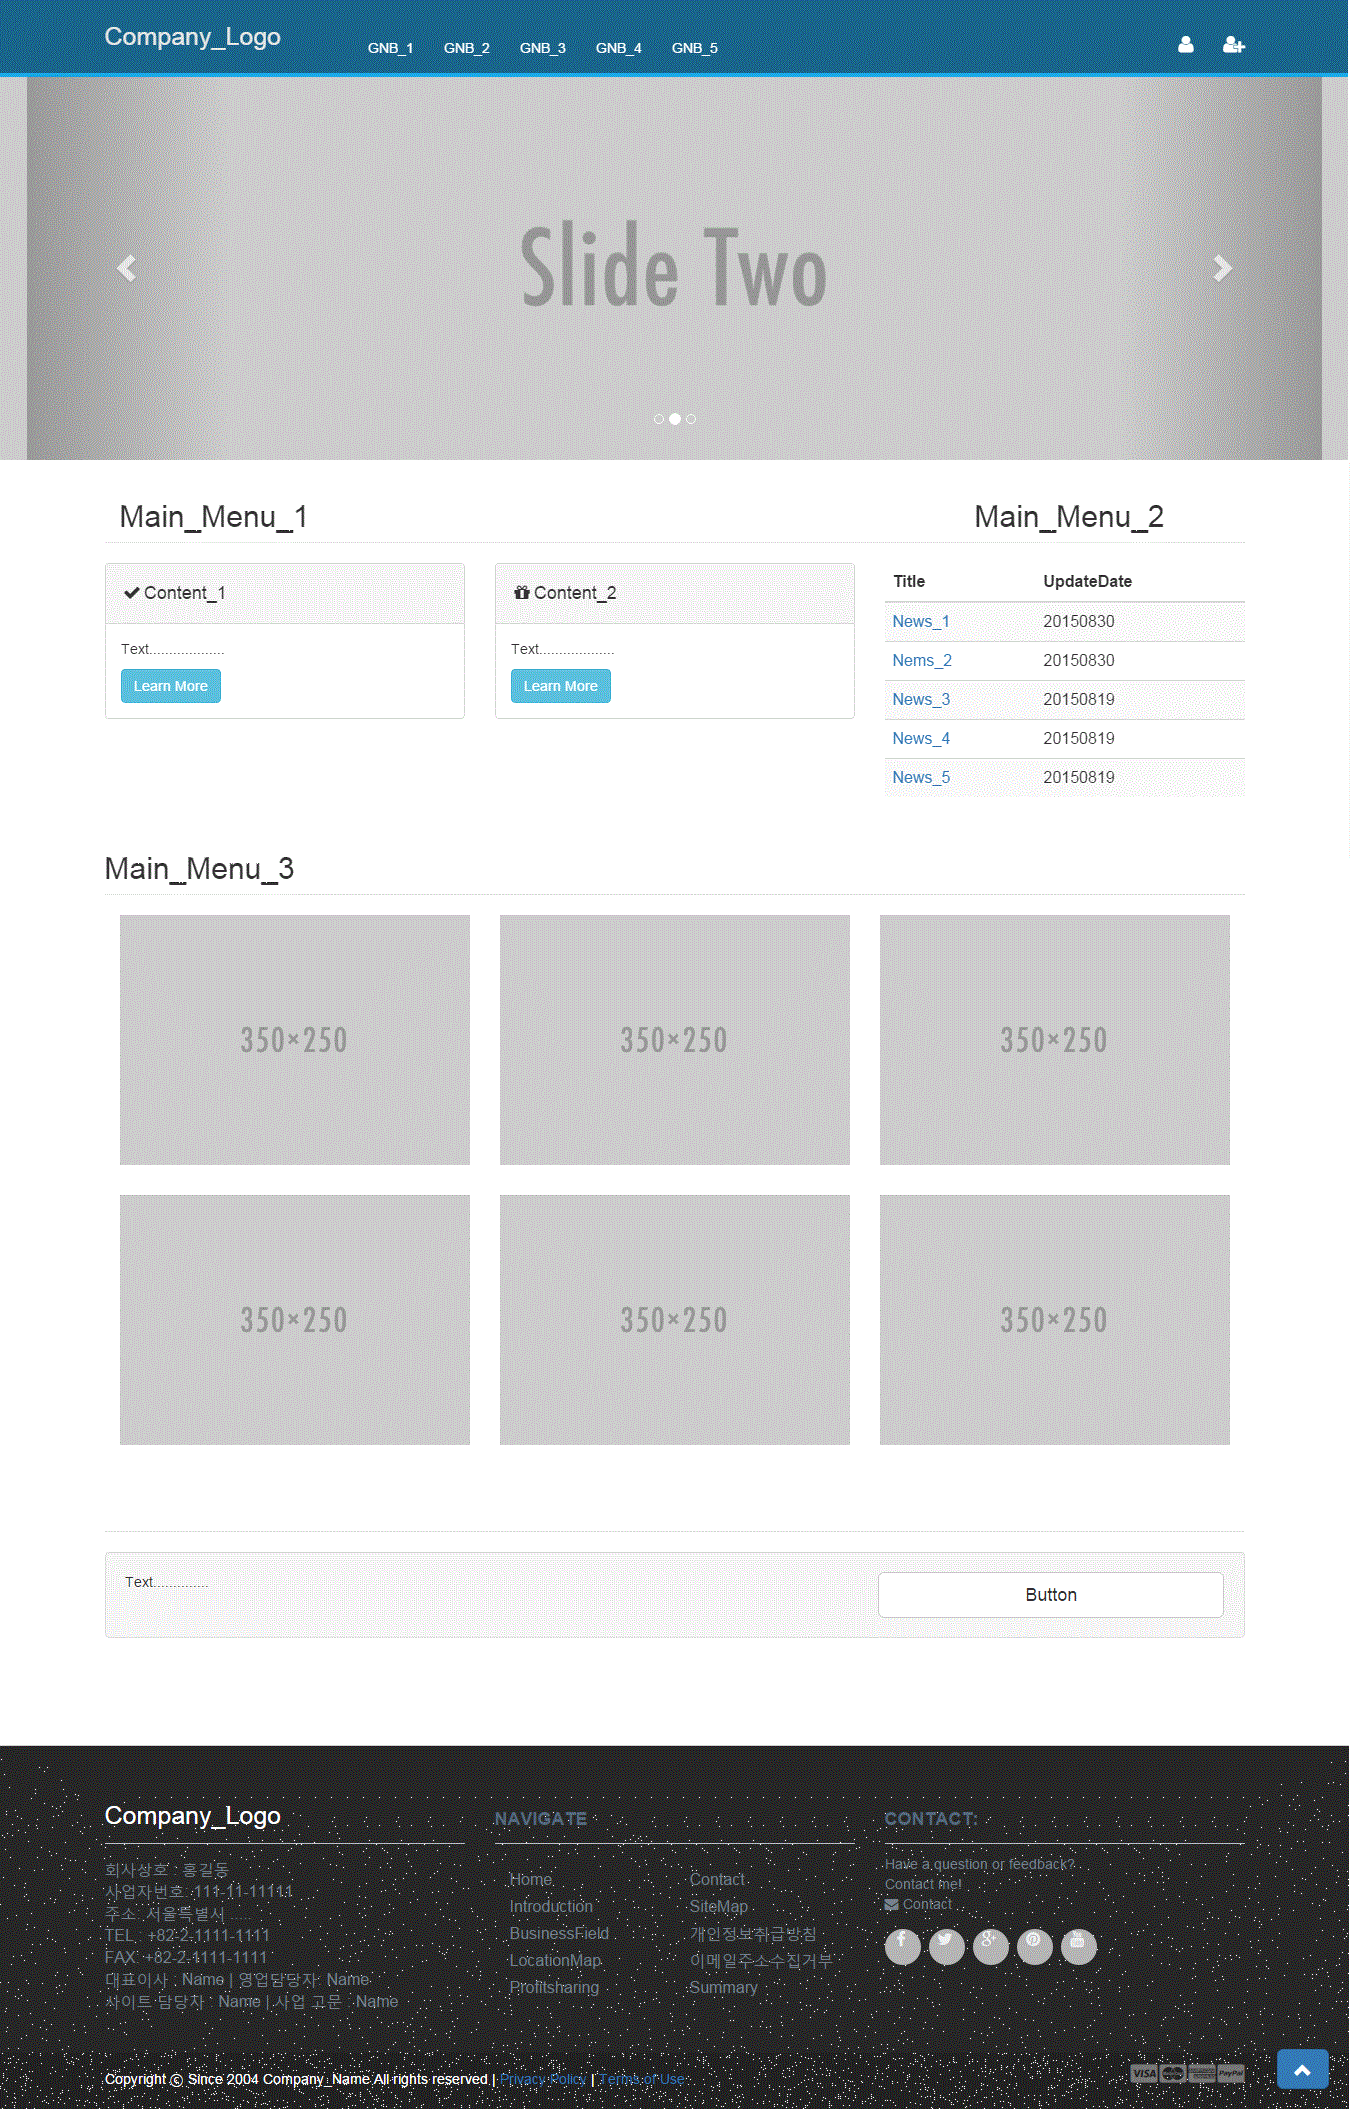 Company_Logo
GNB_1 GNB_2 GNB_3 GNB_4 GNB_5
Slide Two
Main_Menu_1
Content_1
Text...................
Learn More
Content_2
Text...................
Learn More
Main_Menu_2
Title UpdateDate
News_1 20150830
Nems_2 20150830
News_3 20150819
News_4 20150819
News_5 20150819
Main_Menu_3
350×250 350×250 350×250
350×250 350×250 350×250
Text..............
Button
Company_Logo
회사상호 : 홍길동
사업자번호: 111-11-11111
주소: 서울특별시
TEL : +82-2-1111-1111
FAX: +82-2-1111-1111
대표이사 : Name | 영업담당자: Name
사이트 담당자 : Name | 사업 고문 : Name
NAVIGATE
Home
Introduction
BusinessField
LocationMap
Profitsharing
Contact
SiteMap
개인정보취급방침
이메일주소수집거부
Summary
CONTACT:
Have a question or feedback?
Contact me!
Contact
Copyright ⓒ Since 2004 Company_Name All rights reserved.| Privacy Policy | Terms of Use
VISA PayPal